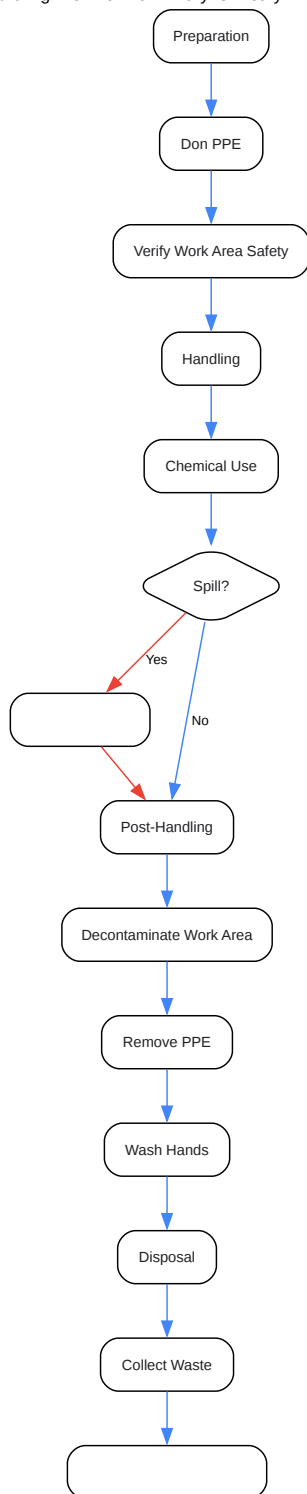 Preparation
Don PPE
Verify Work Area Safety
Handling
Chemical Use
Spill?
Yes
No
Post-Handling
Decontaminate Work Area
Remove PPE
Wash Hands
Disposal
Collect Waste